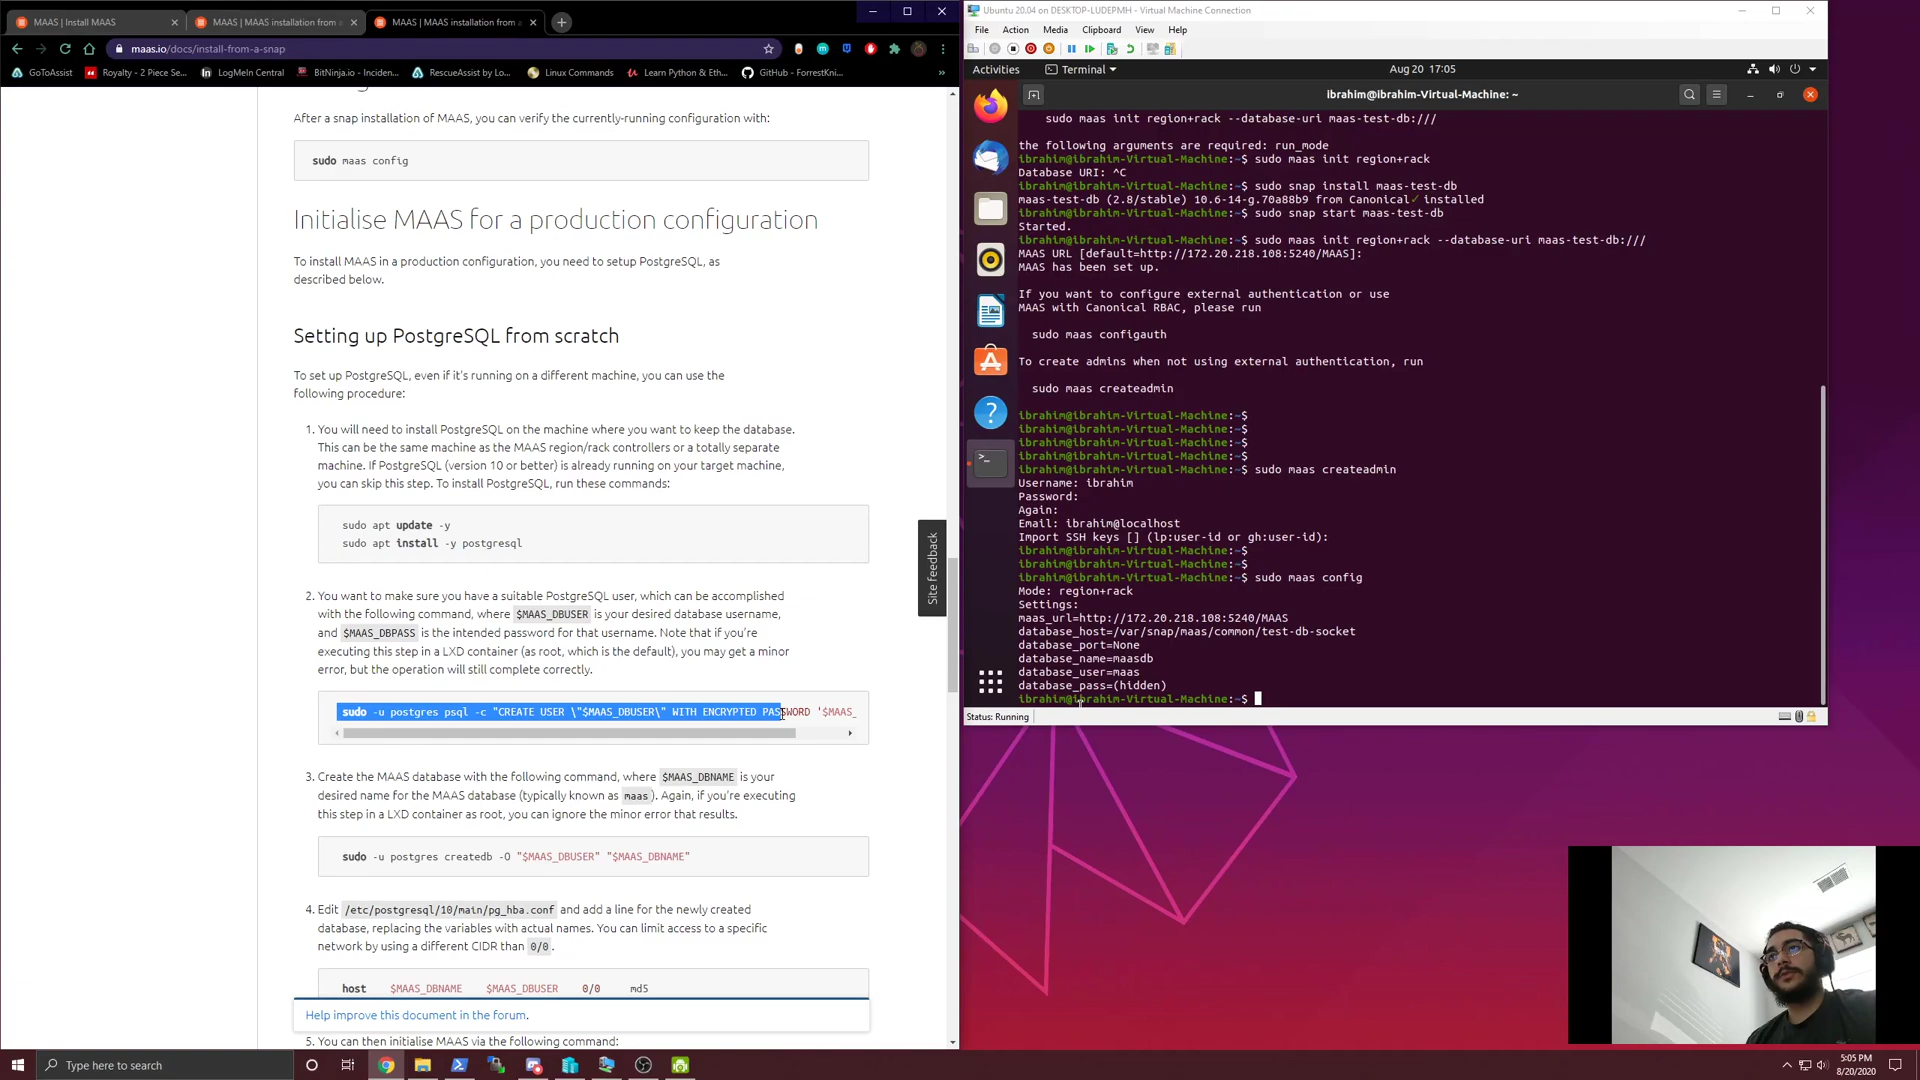 MAAS | Install MAAS
MAAS | MAAS installation from a
MAAS | MAAS installation from a
maas.io/docs/install-from-a-snap
GoToAssist
Royalty - 2 Piece Se...
LogMeIn Central
BitNinja.io - Inciden...
RescueAssist by Lo...
Linux Commands
Learn Python & Eth...
GitHub - ForrestKni...
After a snap installation of MAAS, you can verify the currently-running configuration with:
sudo maas config
Initialise MAAS for a production configuration
To install MAAS in a production configuration, you need to setup PostgreSQL, as
described below.
Setting up PostgreSQL from scratch
To set up PostgreSQL, even if it's running on a different machine, you can use the
following procedure:
1. You will need to install PostgreSQL on the machine where you want to keep the database.
This can be the same machine as the MAAS region/rack controllers or a totally separate
machine. If PostgreSQL (version 10 or better) is already running on your target machine,
you can skip this step. To install PostgreSQL, run these commands:
sudo apt update -y
sudo apt install -y postgresql
2. You want to make sure you have a suitable PostgreSQL user, which can be accomplished
with the following command, where $MAAS_DBUSER is your desired database username,
and $MAAS_DBPASS is the intended password for that username. Note that if you're
executing this step in a LXD container (as root, which is the default), you may get a minor
error, but the operation will still complete correctly.
sudo -u postgres psql -c "CREATE USER \"$MAAS_DBUSER\" WITH ENCRYPTED PASSWORD '$MAAS_
3. Create the MAAS database with the following command, where $MAAS_DBNAME is your
desired name for the MAAS database (typically known as maas). Again, if you're executing
this step in a LXD container as root, you can ignore the minor error that results.
sudo -u postgres createdb -O "$MAAS_DBUSER" "$MAAS_DBNAME"
4. Edit /etc/postgresql/10/main/pg_hba.conf and add a line for the newly created
database, replacing the variables with actual names. You can limit access to a specific
network by using a different CIDR than 0/0.
host $MAAS_DBNAME $MAAS_DBUSER 0/0 md5
Help improve this document in the forum.
5. You can then initialise MAAS via the following command:
Site feedback
Ubuntu 20.04 on DESKTOP-LUDEPMH - Virtual Machine Connection
File Action Media Clipboard View Help
Activities Terminal Aug 20 17:05
ibrahim@ibrahim-Virtual-Machine: ~
sudo maas init region+rack --database-uri maas-test-db:///
the following arguments are required: run_mode
ibrahim@ibrahim-Virtual-Machine:~$ sudo maas init region+rack
Database URI: ^C
ibrahim@ibrahim-Virtual-Machine:~$ sudo snap install maas-test-db
maas-test-db (2.8/stable) 10.6-14-g.70a88b9 from Canonical✓ installed
ibrahim@ibrahim-Virtual-Machine:~$ sudo snap start maas-test-db
Started.
ibrahim@ibrahim-Virtual-Machine:~$ sudo maas init region+rack --database-uri maas-test-db:///
MAAS URL [default=http://172.20.218.108:5240/MAAS]:
MAAS has been set up.
If you want to configure external authentication or use
MAAS with Canonical RBAC, please run
sudo maas configauth
To create admins when not using external authentication, run
sudo maas createadmin
ibrahim@ibrahim-Virtual-Machine:~$
ibrahim@ibrahim-Virtual-Machine:~$
ibrahim@ibrahim-Virtual-Machine:~$
ibrahim@ibrahim-Virtual-Machine:~$
ibrahim@ibrahim-Virtual-Machine:~$ sudo maas createadmin
Username: ibrahim
Password:
Again:
Email: ibrahim@localhost
Import SSH keys [] (lp:user-id or gh:user-id):
ibrahim@ibrahim-Virtual-Machine:~$
ibrahim@ibrahim-Virtual-Machine:~$
ibrahim@ibrahim-Virtual-Machine:~$ sudo maas config
Mode: region+rack
Settings:
maas_url=http://172.20.218.108:5240/MAAS
database_host=/var/snap/maas/common/test-db-socket
database_port=None
database_name=maasdb
database_user=maas
database_pass=(hidden)
ibrahim@ibrahim-Virtual-Machine:~$
Status: Running
Type here to search
5:05 PM
8/20/2020